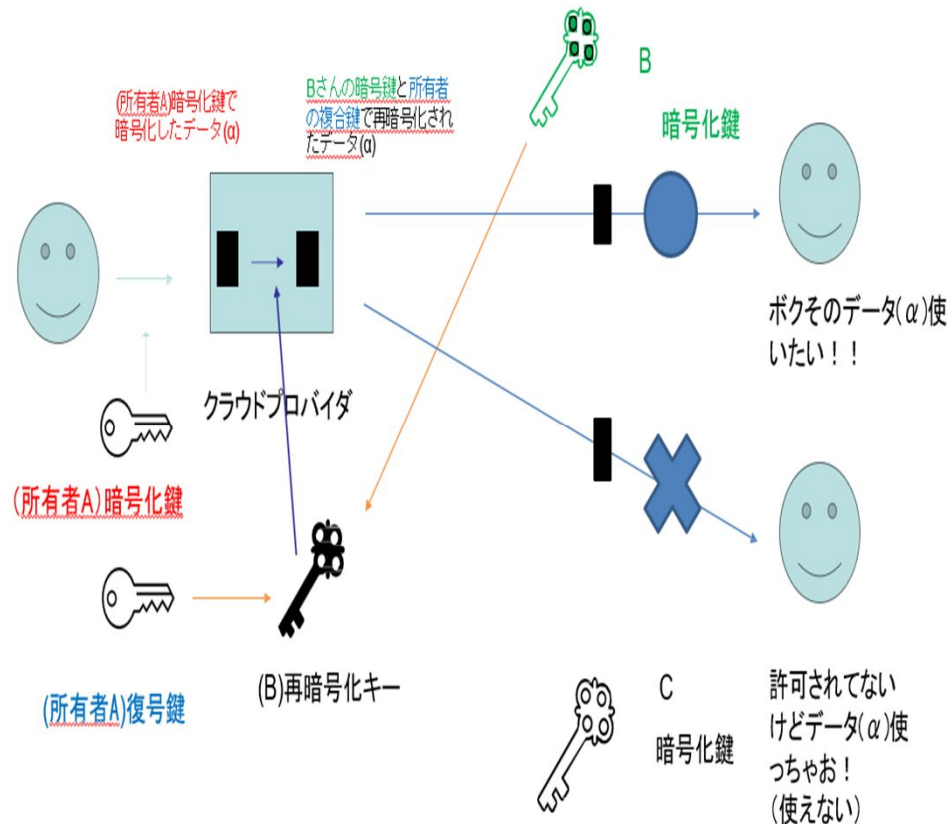 (所有者A)暗号化鍵で
暗号化したデータ(α)
Bさんの暗号鍵と所有者
の複合鍵で再暗号化され
たデータ(α)
B
暗号化鍵
ボクそのデータ(α)使
いたい！！
クラウドプロバイダ
(所有者A)暗号化鍵
(所有者A)復号鍵
(B)再暗号化キー
C
暗号化鍵
許可されてない
けどデータ(α)使
っちゃお！
(使えない)